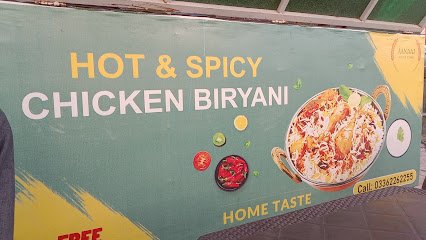 HOT & SPICY
CHICKEN BIRYANI
HOME TASTE
Call: 03362262255
FREE